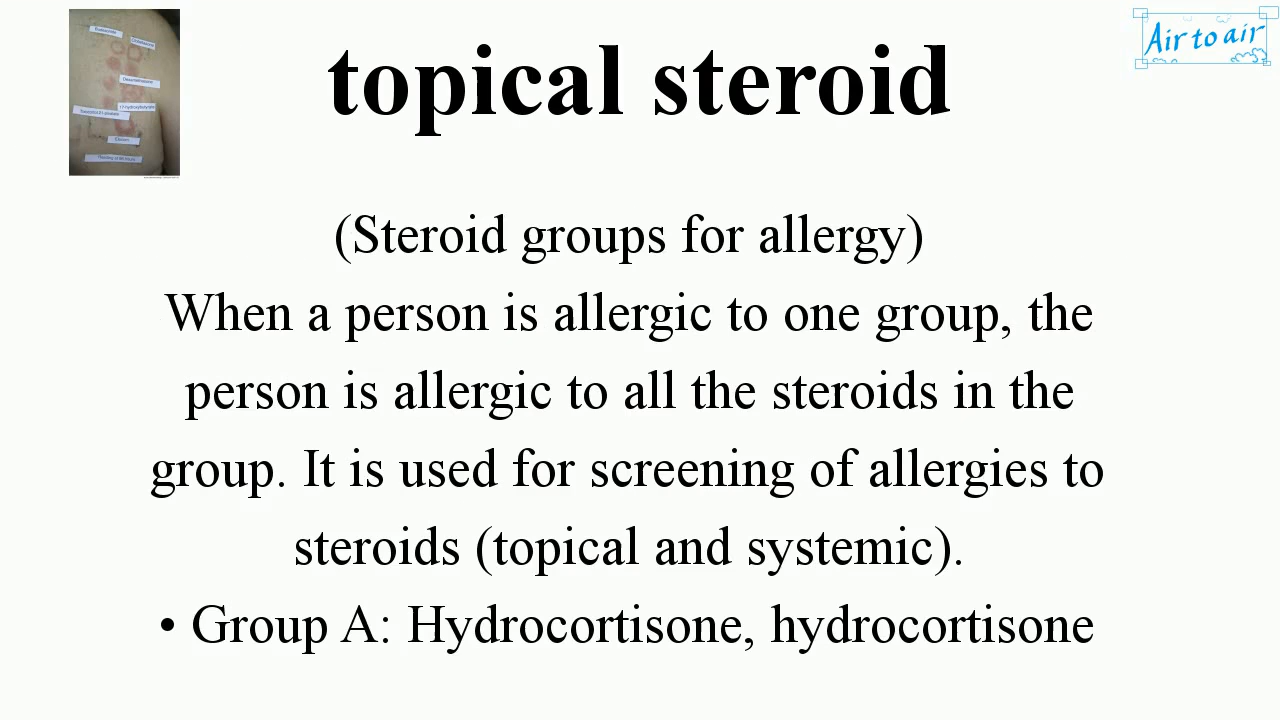 topical steroid
Air to air
(Steroid groups for allergy)
When a person is allergic to one group, the
person is allergic to all the steroids in the
group. It is used for screening of allergies to
steroids (topical and systemic).
• Group A: Hydrocortisone, hydrocortisone